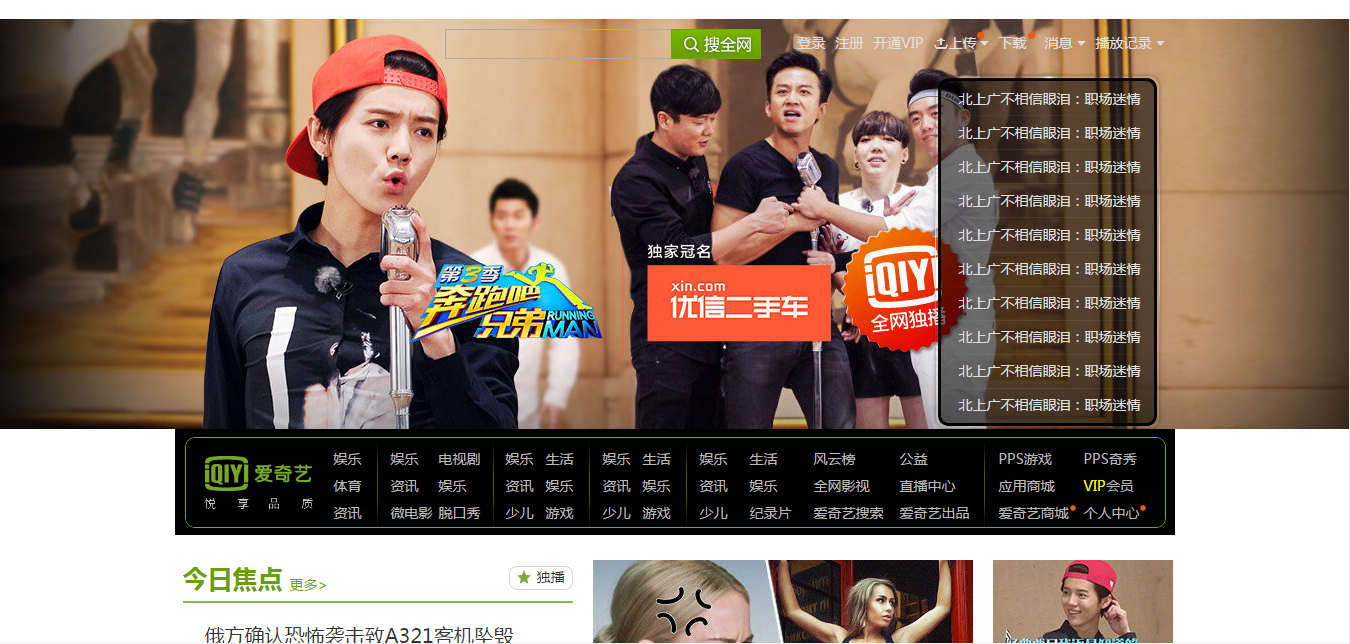 搜全网
登录 注册 开通VIP 上传 下载 消息 播放记录
北上广不相信眼泪：职场迷情
北上广不相信眼泪：职场迷情
北上广不相信眼泪：职场迷情
北上广不相信眼泪：职场迷情
北上广不相信眼泪：职场迷情
北上广不相信眼泪：职场迷情
北上广不相信眼泪：职场迷情
北上广不相信眼泪：职场迷情
北上广不相信眼泪：职场迷情
北上广不相信眼泪：职场迷情
第3季
奔跑吧
兄弟 RUNNING MAN
独家冠名
xin.com
优信二手车
iQIYI
全网独播
iQIYI 爱奇艺
悦 享 品 质
娱乐 娱乐 电视剧 娱乐 生活 娱乐 生活 娱乐 生活 风云榜 公益 PPS游戏 PPS奇秀
体育 资讯 娱乐 资讯 娱乐 资讯 娱乐 资讯 娱乐 全网影视 直播中心 应用商城 VIP会员
资讯 微电影 脱口秀 少儿 游戏 少儿 游戏 少儿 纪录片 爱奇艺搜索 爱奇艺出品 爱奇艺商城 个人中心
今日焦点 更多>
独播
俄方确认恐怖袭击致A321客机坠毁